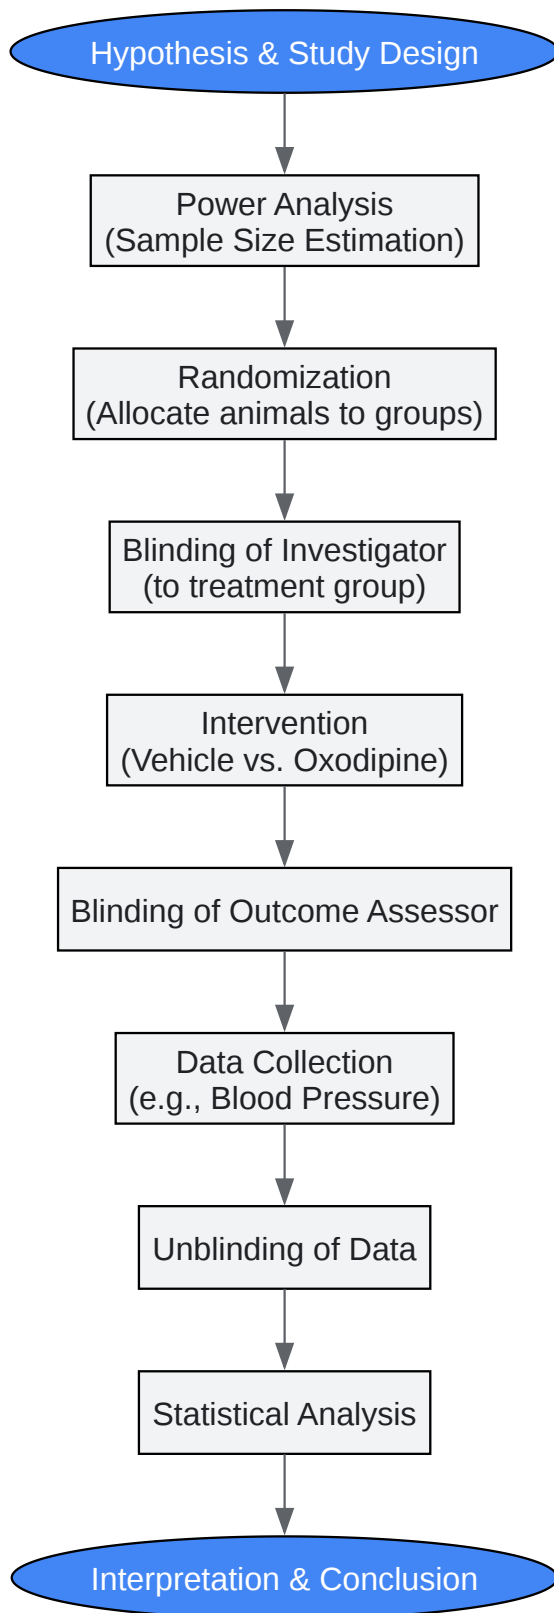 Hypothesis & Study Design
Power Analysis
(Sample Size Estimation)
Randomization
(Allocate animals to groups)
Blinding of Investigator
(to treatment group)
Intervention
(Vehicle vs. Oxodipine)
Blinding of Outcome Assessor
Data Collection
(e.g., Blood Pressure)
Unblinding of Data
Statistical Analysis
Interpretation & Conclusion